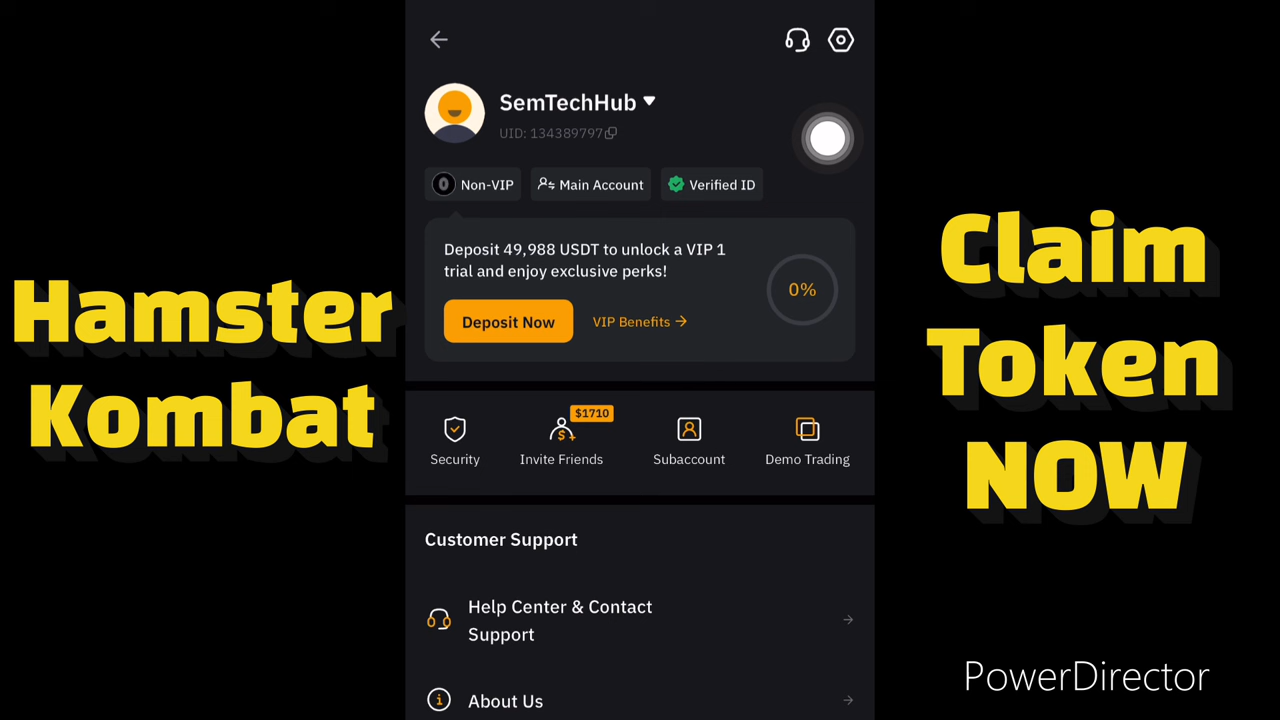 Hamster
Kombat
SemTechHub
UID: 134389797
Non-VIP
Main Account
Verified ID
Deposit 49,988 USDT to unlock a VIP 1
trial and enjoy exclusive perks!
0%
Deposit Now
VIP Benefits
$1710
Security
Invite Friends
Subaccount
Demo Trading
Customer Support
Help Center & Contact
Support
About Us
Claim
Token
NOW
PowerDirector